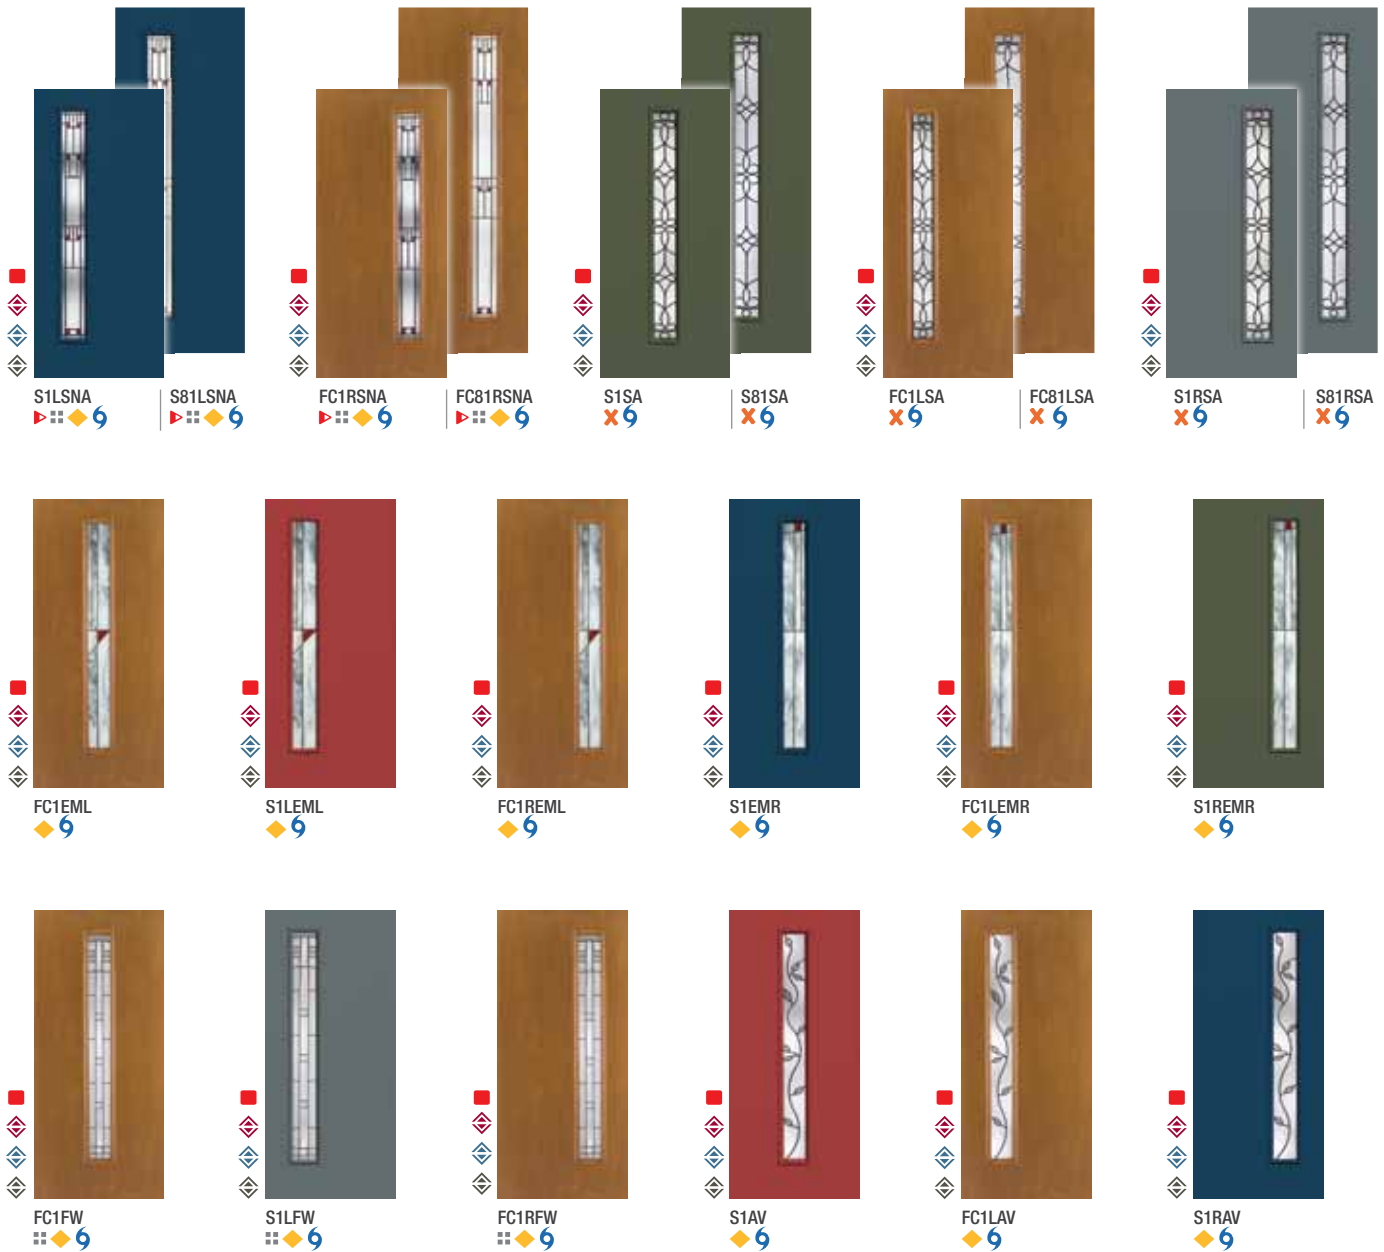 S1LSNA
S81LSNA
FC1RSNA
FC81RSNA
S1SA
S81SA
FC1LSA
FC81LSA
S1RSA
S81RSA
FC1EML
S1LEML
FC1REML
S1EMR
FC1LEMR
S1REMR
FC1FW
S1LFW
FC1RFW
S1AV
FC1LAV
S1RAV